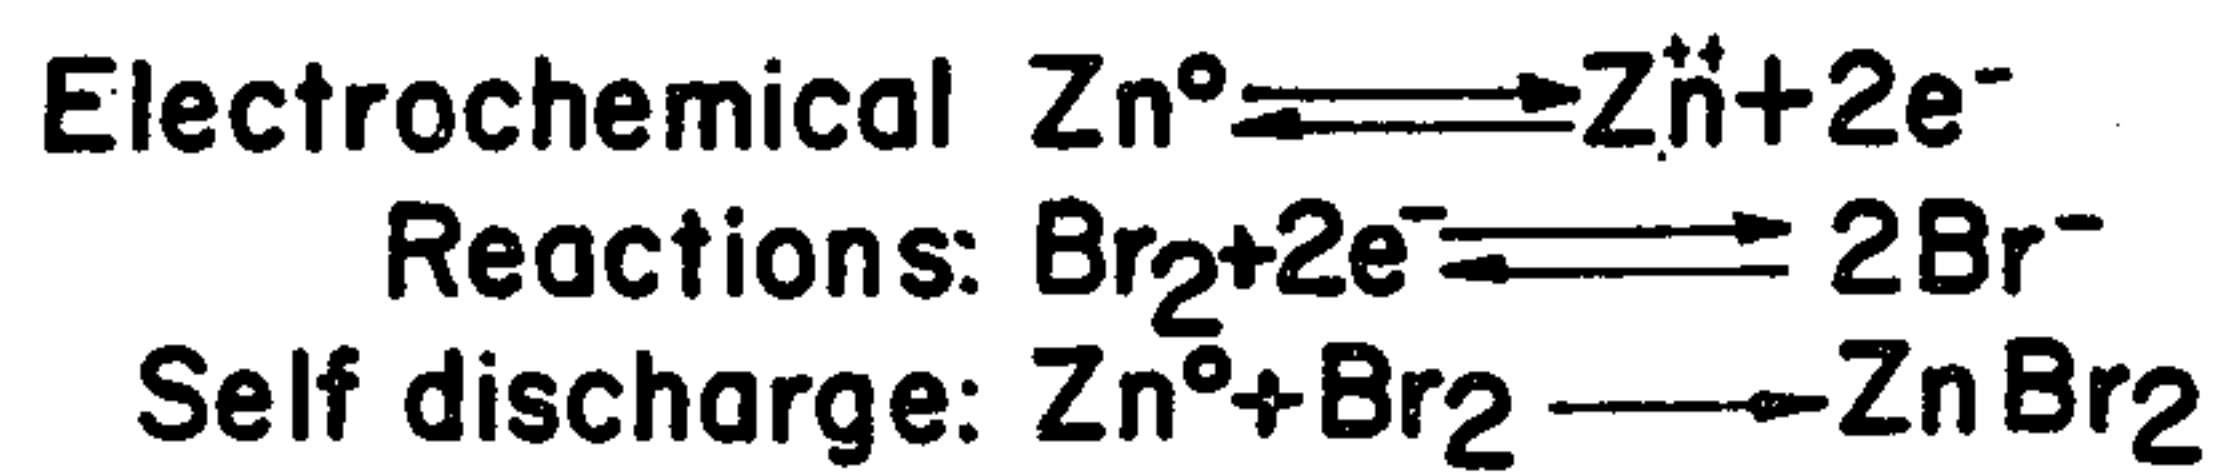 Electrochemical Zn° ⇌ Zn⁺⁺ + 2e⁻
Reactions: Br₂+2e⁻ ⇌ 2Br⁻
Self discharge: Zn°+Br₂ → ZnBr₂